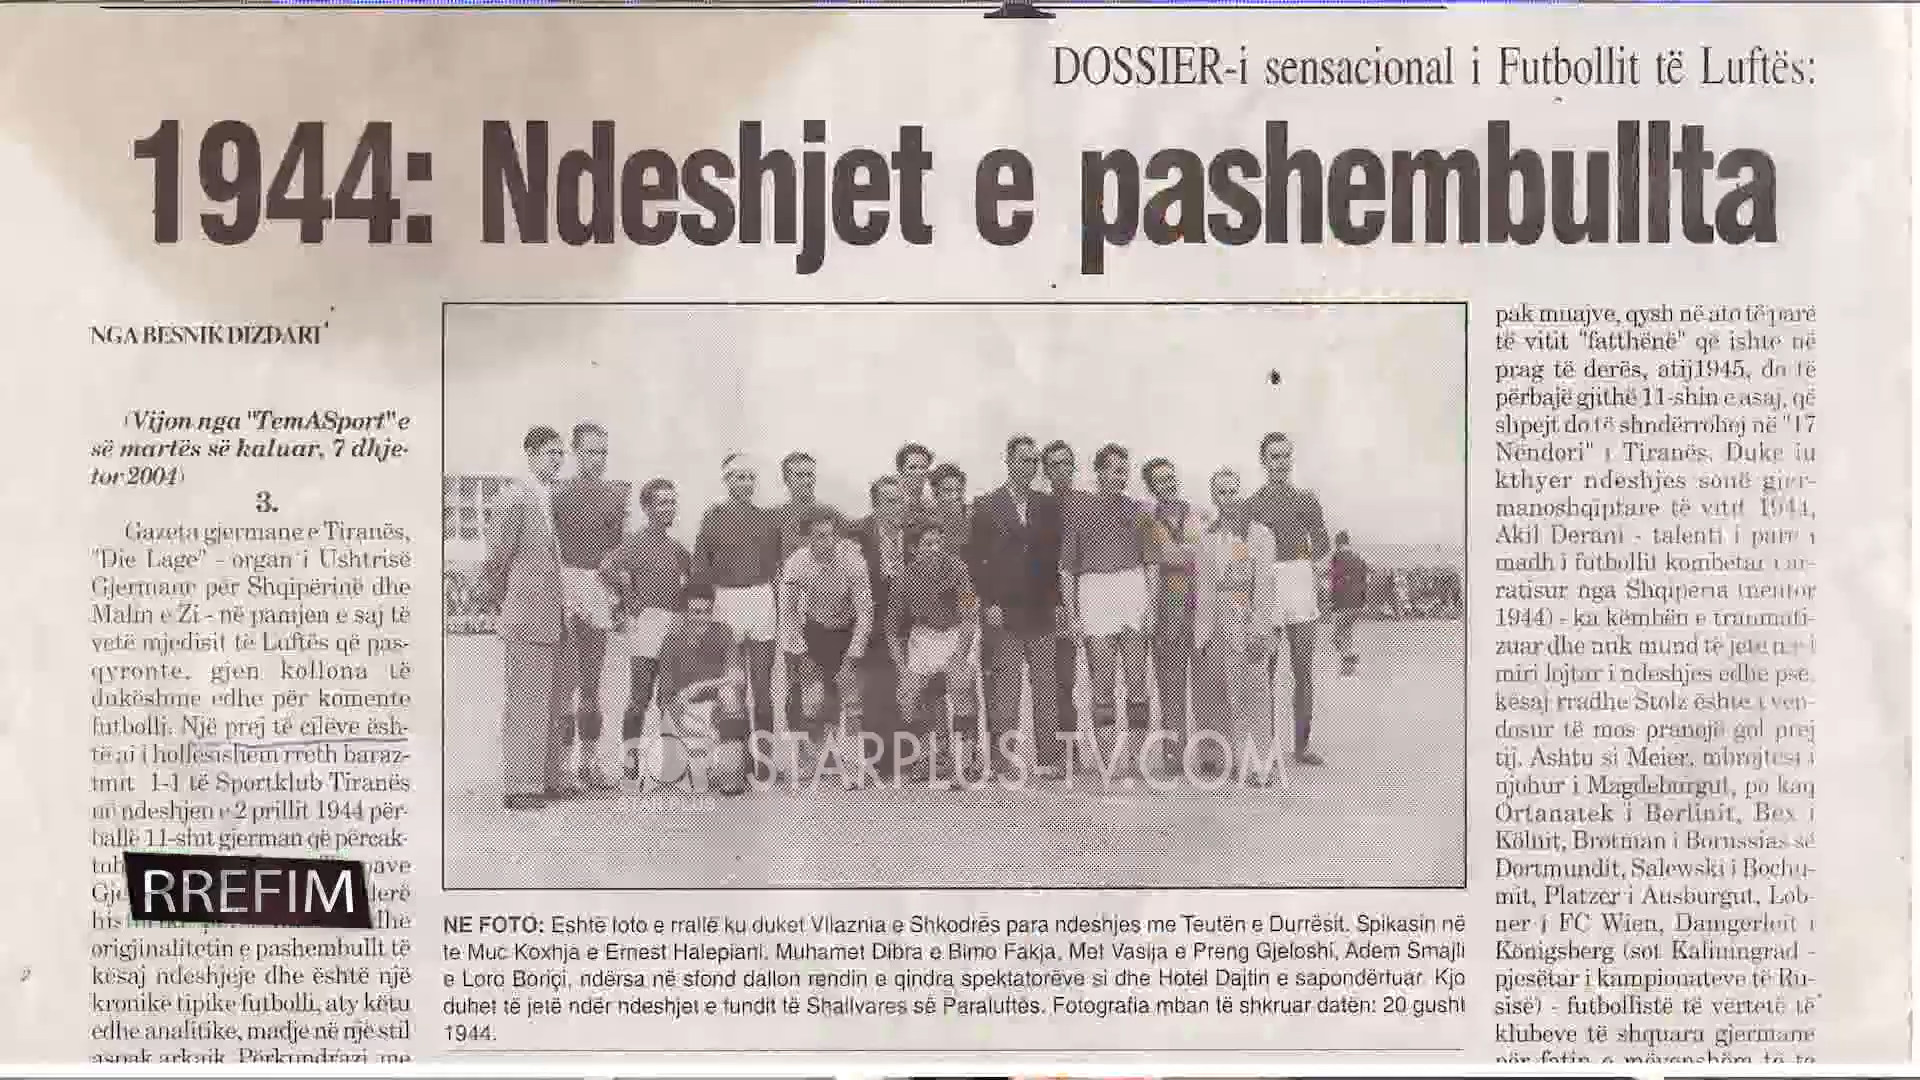 DOSSIER-i sensacional i Futbollit të Luftës:
1944: Ndeshjet e pashembullta
NGA BESNIK DIZDARI
(Vijon nga "TemASport" e
së martës së kaluar, 7 dhje-
tor 2004)
3.
Gazeta gjermane e Tiranës,
"Die Lage" - organ i Ushtrisë
Gjermane për Shqipërinë dhe
Malin e Zi - në pamjen e saj të
vetë mjedisit të Luftës që pas-
qyronte, gjen kollona të
dukëshme edhe për komente
futbolli. Një prej të cilëve ësh-
të ai i hollësishëm rreth baraz-
imit 1-1 të Sportklub Tiranës
në ndeshjen e 2 prillit 1944 për-
ballë 11-shit gjerman që përcak-
origjinalitetin e pashembullt të
kësaj ndeshjeje dhe është një
kronikë tipike futbolli, aty këtu
edhe analitike, madje në një stil
aspak arkaik. Përkundrazi me
RREFIM
STARPLUS-TV.COM
STAR PLUS
NE FOTO: Eshtë foto e rrallë ku duket Vllaznia e Shkodrës para ndeshjes me Teutën e Durrësit. Spikasin në
te Muc Koxhja e Ernest Halepiani, Muhamet Dibra e Bimo Fakja, Met Vasija e Preng Gjeloshi, Adem Smajli
e Loro Boriçi, ndërsa në sfond dallon rendin e qindra spektatorëve si dhe Hotel Dajtin e sapondërtuar. Kjo
duhet të jetë ndër ndeshjet e fundit të Shallvares së Paraluftës. Fotografia mban të shkruar datën: 20 gusht
1944.
pak muajve, qysh në ato të parë
të vitit "fatthënë" që ishte në
prag të derës, atij 1945, do të
përbajë gjithë 11-shin e asaj, që
shpejt do të shndërrohej në "17
Nëndori" i Tiranës. Duke iu
kthyer ndeshjes sonë gjer-
manoshqiptare të vitit 1944,
Akil Derani - talenti i parë i
madh i futbollit kombëtar i ar-
ratisur nga Shqipëria (nëntor
1944) - ka këmbën e traumati-
zuar dhe nuk mund të jetë më i
miri lojtar i ndeshjes edhe pse,
kësaj rradhe Stolz është i ven-
dosur të mos pranojë gol prej
tij. Ashtu si Meier, mbrojtësi i
njohur i Magdeburgut, po kaq
Ortanatek i Berlinit, Bex i
Kölnit, Brotman i Borussias së
Dortmundit, Salewski i Bochu-
mit, Platzer i Ausburgut, Lob-
ner i FC Wien, Damgerleit i
Königsberg (sot Kaliningrad -
pjesëtar i kampionateve të Ru-
sisë) - futbollistë të vërtetë të
klubeve të shquara gjermane